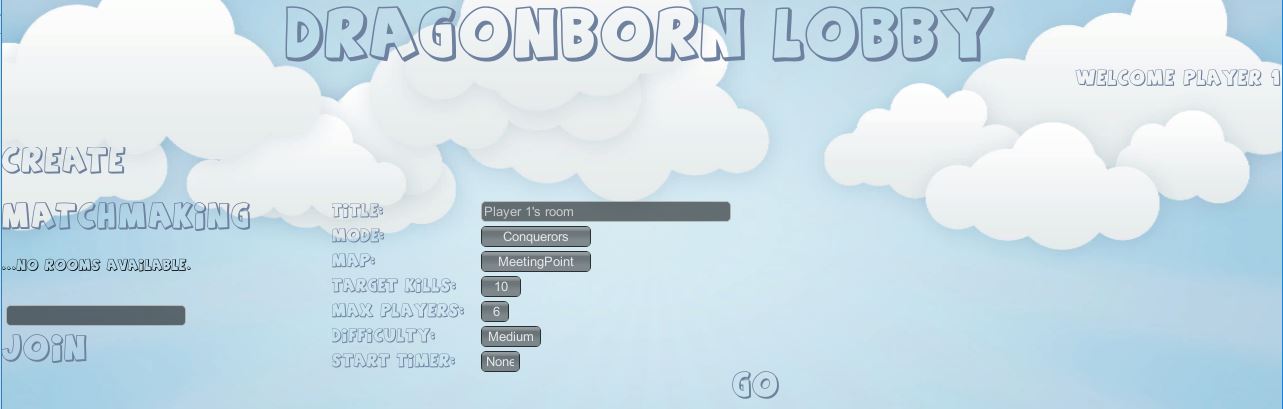 DRAGONBORN LOBBY
WELCOME PLAYER 1
CREATE
MATCHMAKING
...NO ROOMS AVAILABLE.
JOIN
TITLE: Player 1's room
MODE: Conquerors
MAP: MeetingPoint
TARGET KILLS: 10
MAX PLAYERS: 6
DIFFICULTY: Medium
START TIMER: None
GO